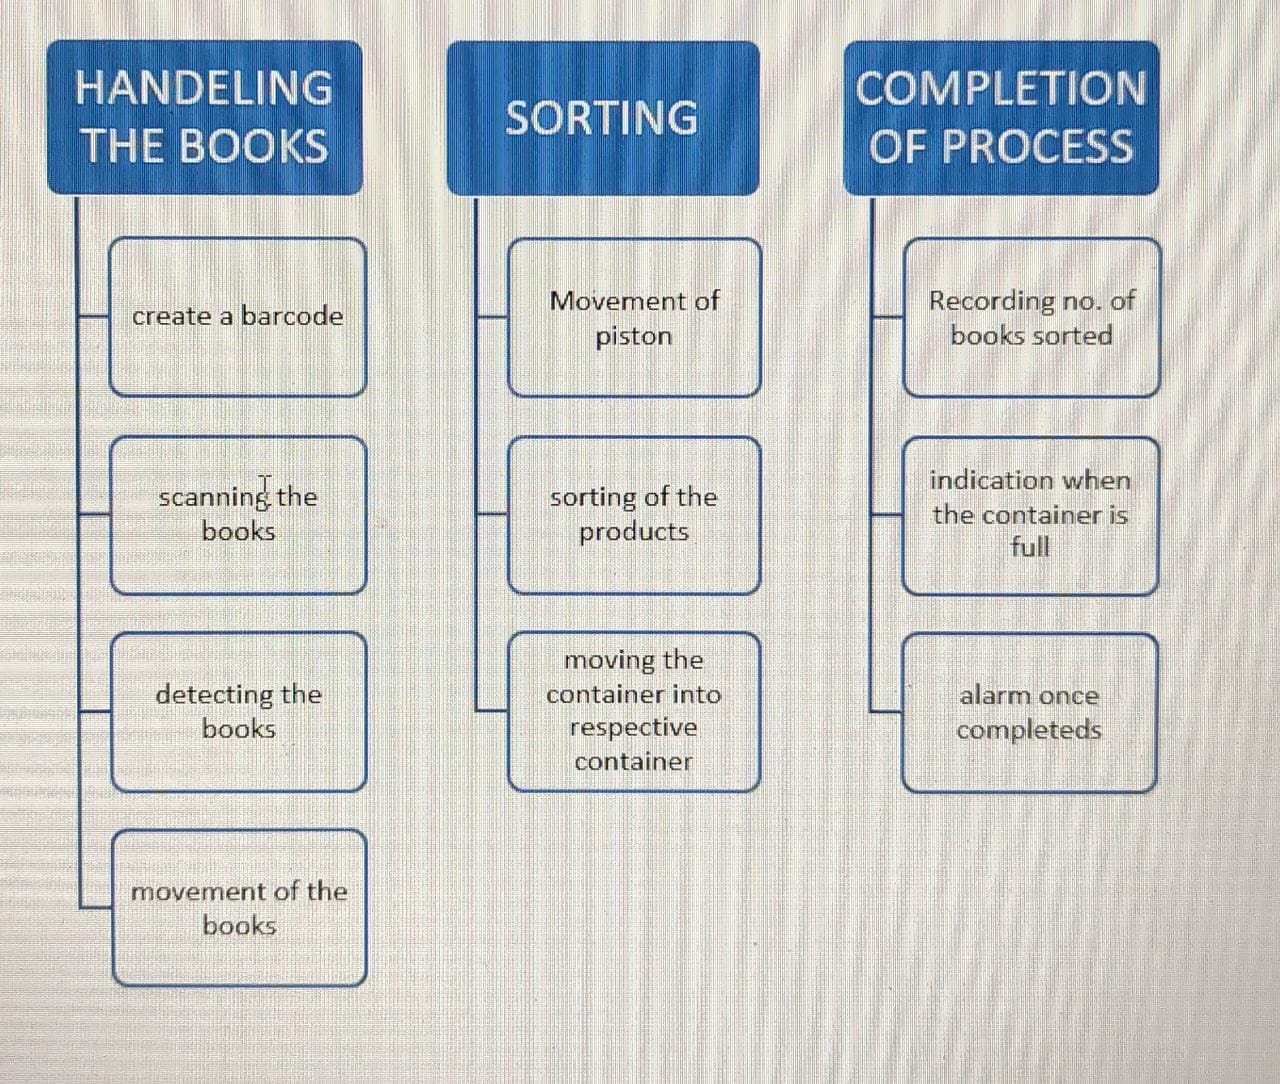 HANDELING
THE BOOKS
create a barcode
scanning the
books
detecting the
books
movement of the
books
SORTING
Movement of
piston
sorting of the
products
moving the
container into
respective
container
COMPLETION
OF PROCESS
Recording no. of
books sorted
indication when
the container is
full
alarm once
completeds